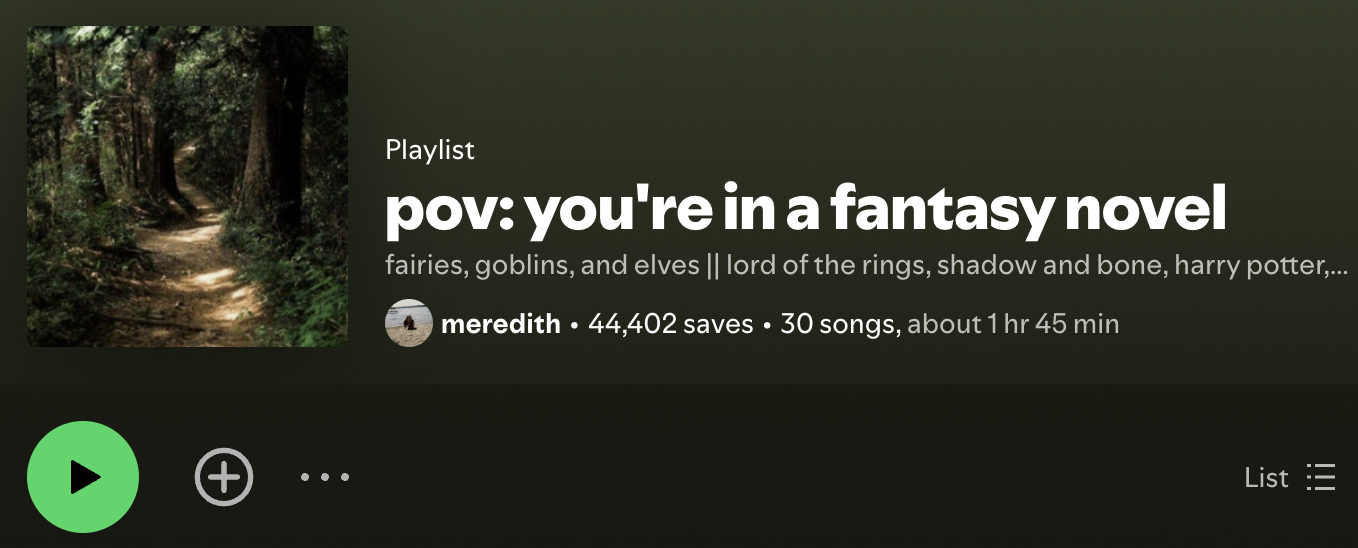 Playlist
pov: you're in a fantasy novel
fairies, goblins, and elves || lord of the rings, shadow and bone, harry potter,...
meredith • 44,402 saves • 30 songs, about 1 hr 45 min
List